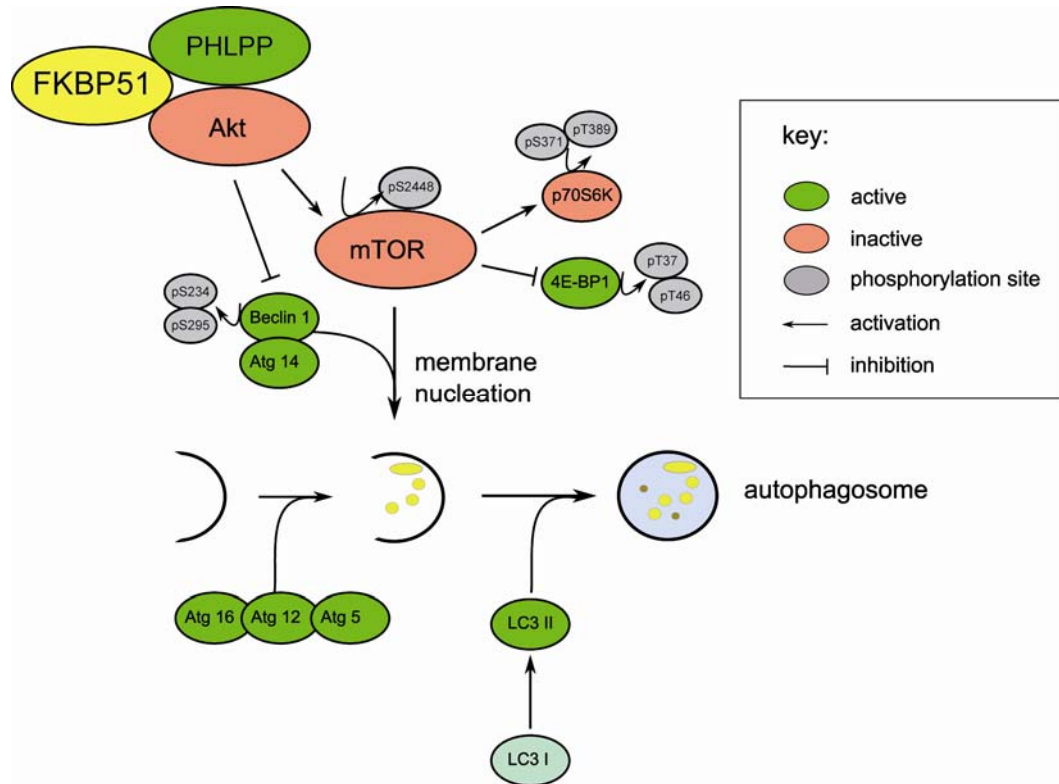 PHLPP
FKBP51
Akt
pS371
pT389
pS2448
p70S6K
mTOR
pT37
4E-BP1
pT46
pS234
pS295
Beclin 1
Atg 14
membrane
nucleation
key:
active
inactive
phosphorylation site
activation
inhibition
autophagosome
Atg 16
Atg 12
Atg 5
LC3 II
LC3 I